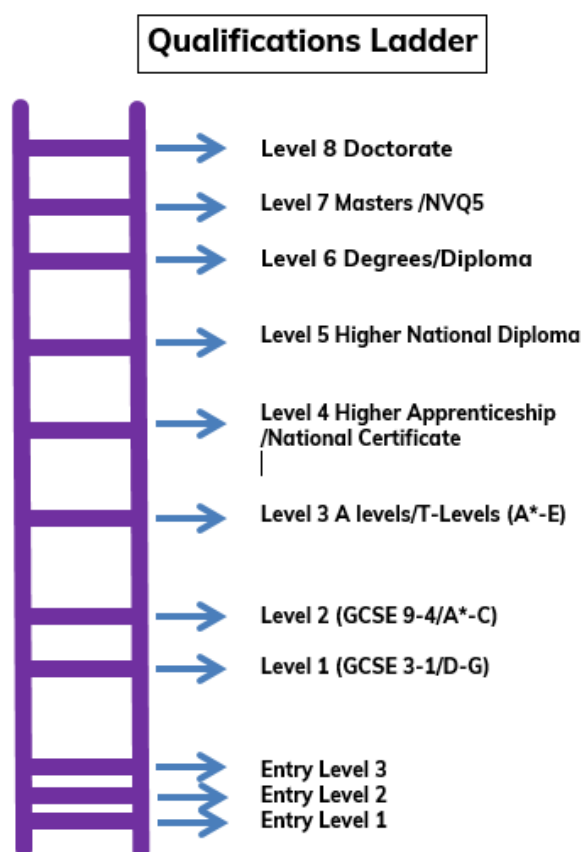 Qualifications Ladder
Level 8 Doctorate
Level 7 Masters /NVQ5
Level 6 Degrees/Diploma
Level 5 Higher National Diploma
Level 4 Higher Apprenticeship
/National Certificate
Level 3 A levels/T-Levels (A*-E)
Level 2 (GCSE 9-4/A*-C)
Level 1 (GCSE 3-1/D-G)
Entry Level 3
Entry Level 2
Entry Level 1